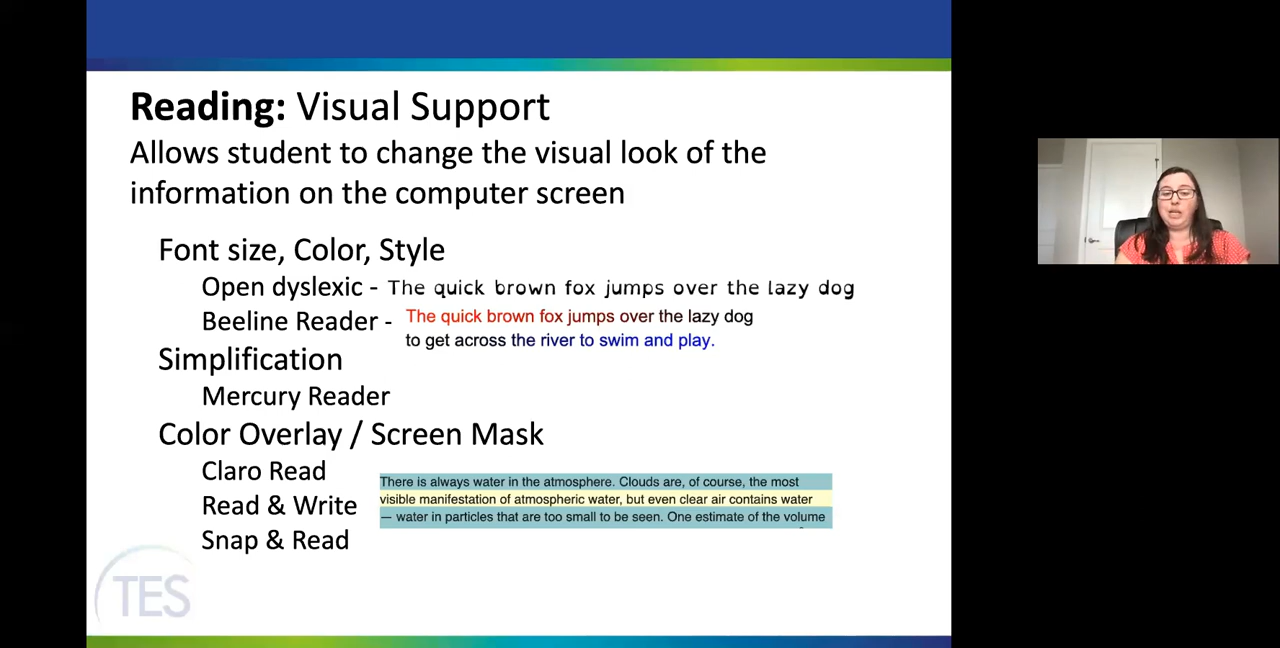 Reading: Visual Support
Allows student to change the visual look of the
information on the computer screen
Font size, Color, Style
Open dyslexic - The quick brown fox jumps over the lazy dog
Beeline Reader - The quick brown fox jumps over the lazy dog
to get across the river to swim and play.
Simplification
Mercury Reader
Color Overlay / Screen Mask
Claro Read
Read & Write
Snap & Read
There is always water in the atmosphere. Clouds are, of course, the most
visible manifestation of atmospheric water, but even clear air contains water
— water in particles that are too small to be seen. One estimate of the volume
TES